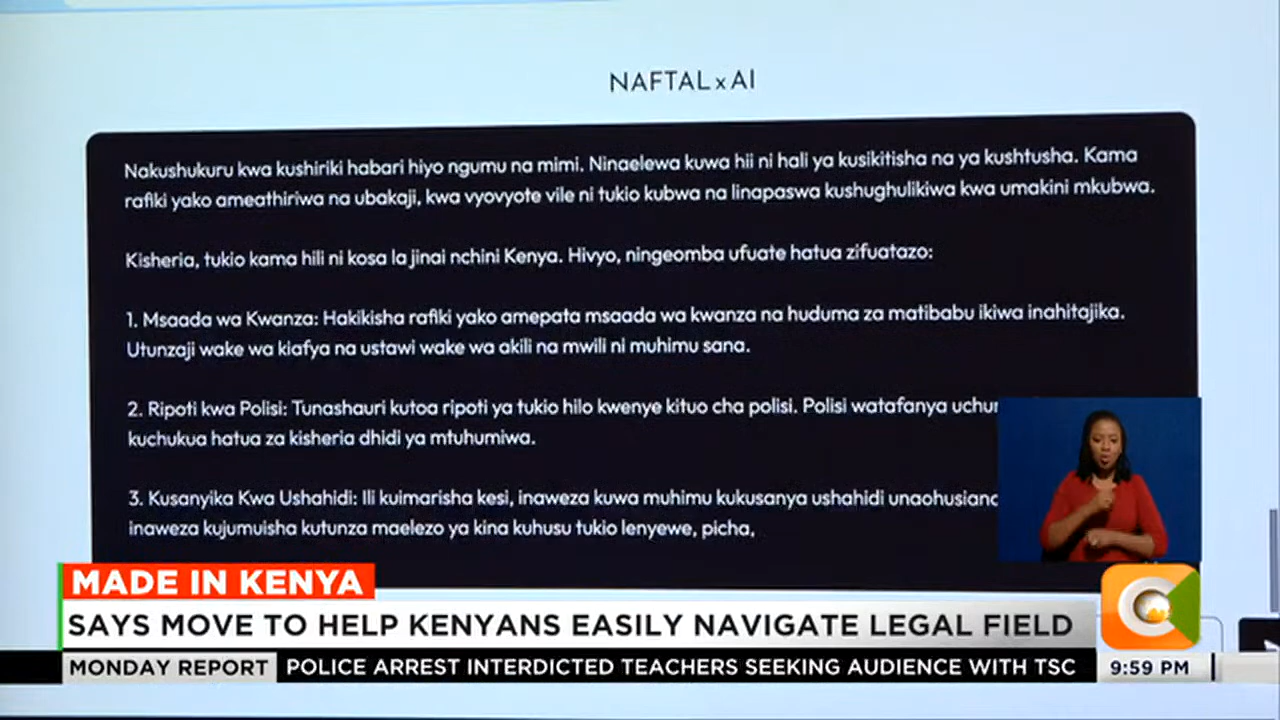 NAFTAL x AI
Nakushukuru kwa kushiriki habari hiyo ngumu na mimi. Ninaelewa kuwa hii ni hali ya kusikitisha na ya kushtusha. Kama
rafiki yako ameathiriwa na ubakaji, kwa vyovyote vile ni tukio kubwa na linapaswa kushughulikiwa kwa umakini mkubwa.
Kisheria, tukio kama hili ni kosa la jinai nchini Kenya. Hivyo, ningeomba ufuate hatua zifuatazo:
1. Msaada wa Kwanza: Hakikisha rafiki yako amepata msaada wa kwanza na huduma za matibabu ikiwa inahitajika.
Utunzaji wake wa kiafya na ustawi wake wa akili na mwili ni muhimu sana.
2. Ripoti kwa Polisi: Tunashauri kutoa ripoti ya tukio hilo kwenye kituo cha polisi. Polisi watafanya
kuchukua hatua za kisheria dhidi ya mtuhumiwa.
3. Kusanyika Kwa Ushahidi: Ili kuimarisha kesi, inaweza kuwa muhimu kukusanya ushahidi
inaweza kujumuisha kutunza maelezo ya kina kuhusu tukio lenyewe, picha,
MADE IN KENYA
SAYS MOVE TO HELP KENYANS EASILY NAVIGATE LEGAL FIELD
MONDAY REPORT POLICE ARREST INTERDICTED TEACHERS SEEKING AUDIENCE WITH TSC 9:59 PM